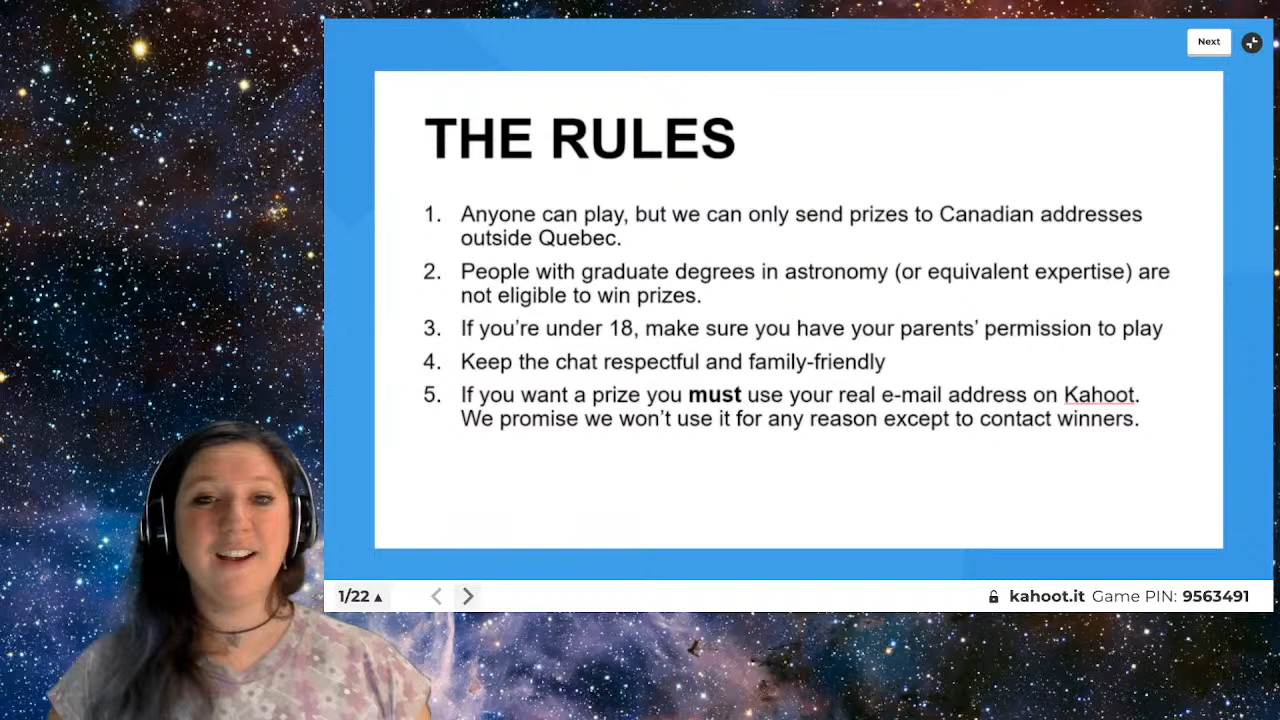 Next
THE RULES
1. Anyone can play, but we can only send prizes to Canadian addresses
outside Quebec.
2. People with graduate degrees in astronomy (or equivalent expertise) are
not eligible to win prizes.
3. If you’re under 18, make sure you have your parents’ permission to play
4. Keep the chat respectful and family-friendly
5. If you want a prize you must use your real e-mail address on Kahoot.
We promise we won’t use it for any reason except to contact winners.
1/22 ▲
kahoot.it Game PIN: 9563491